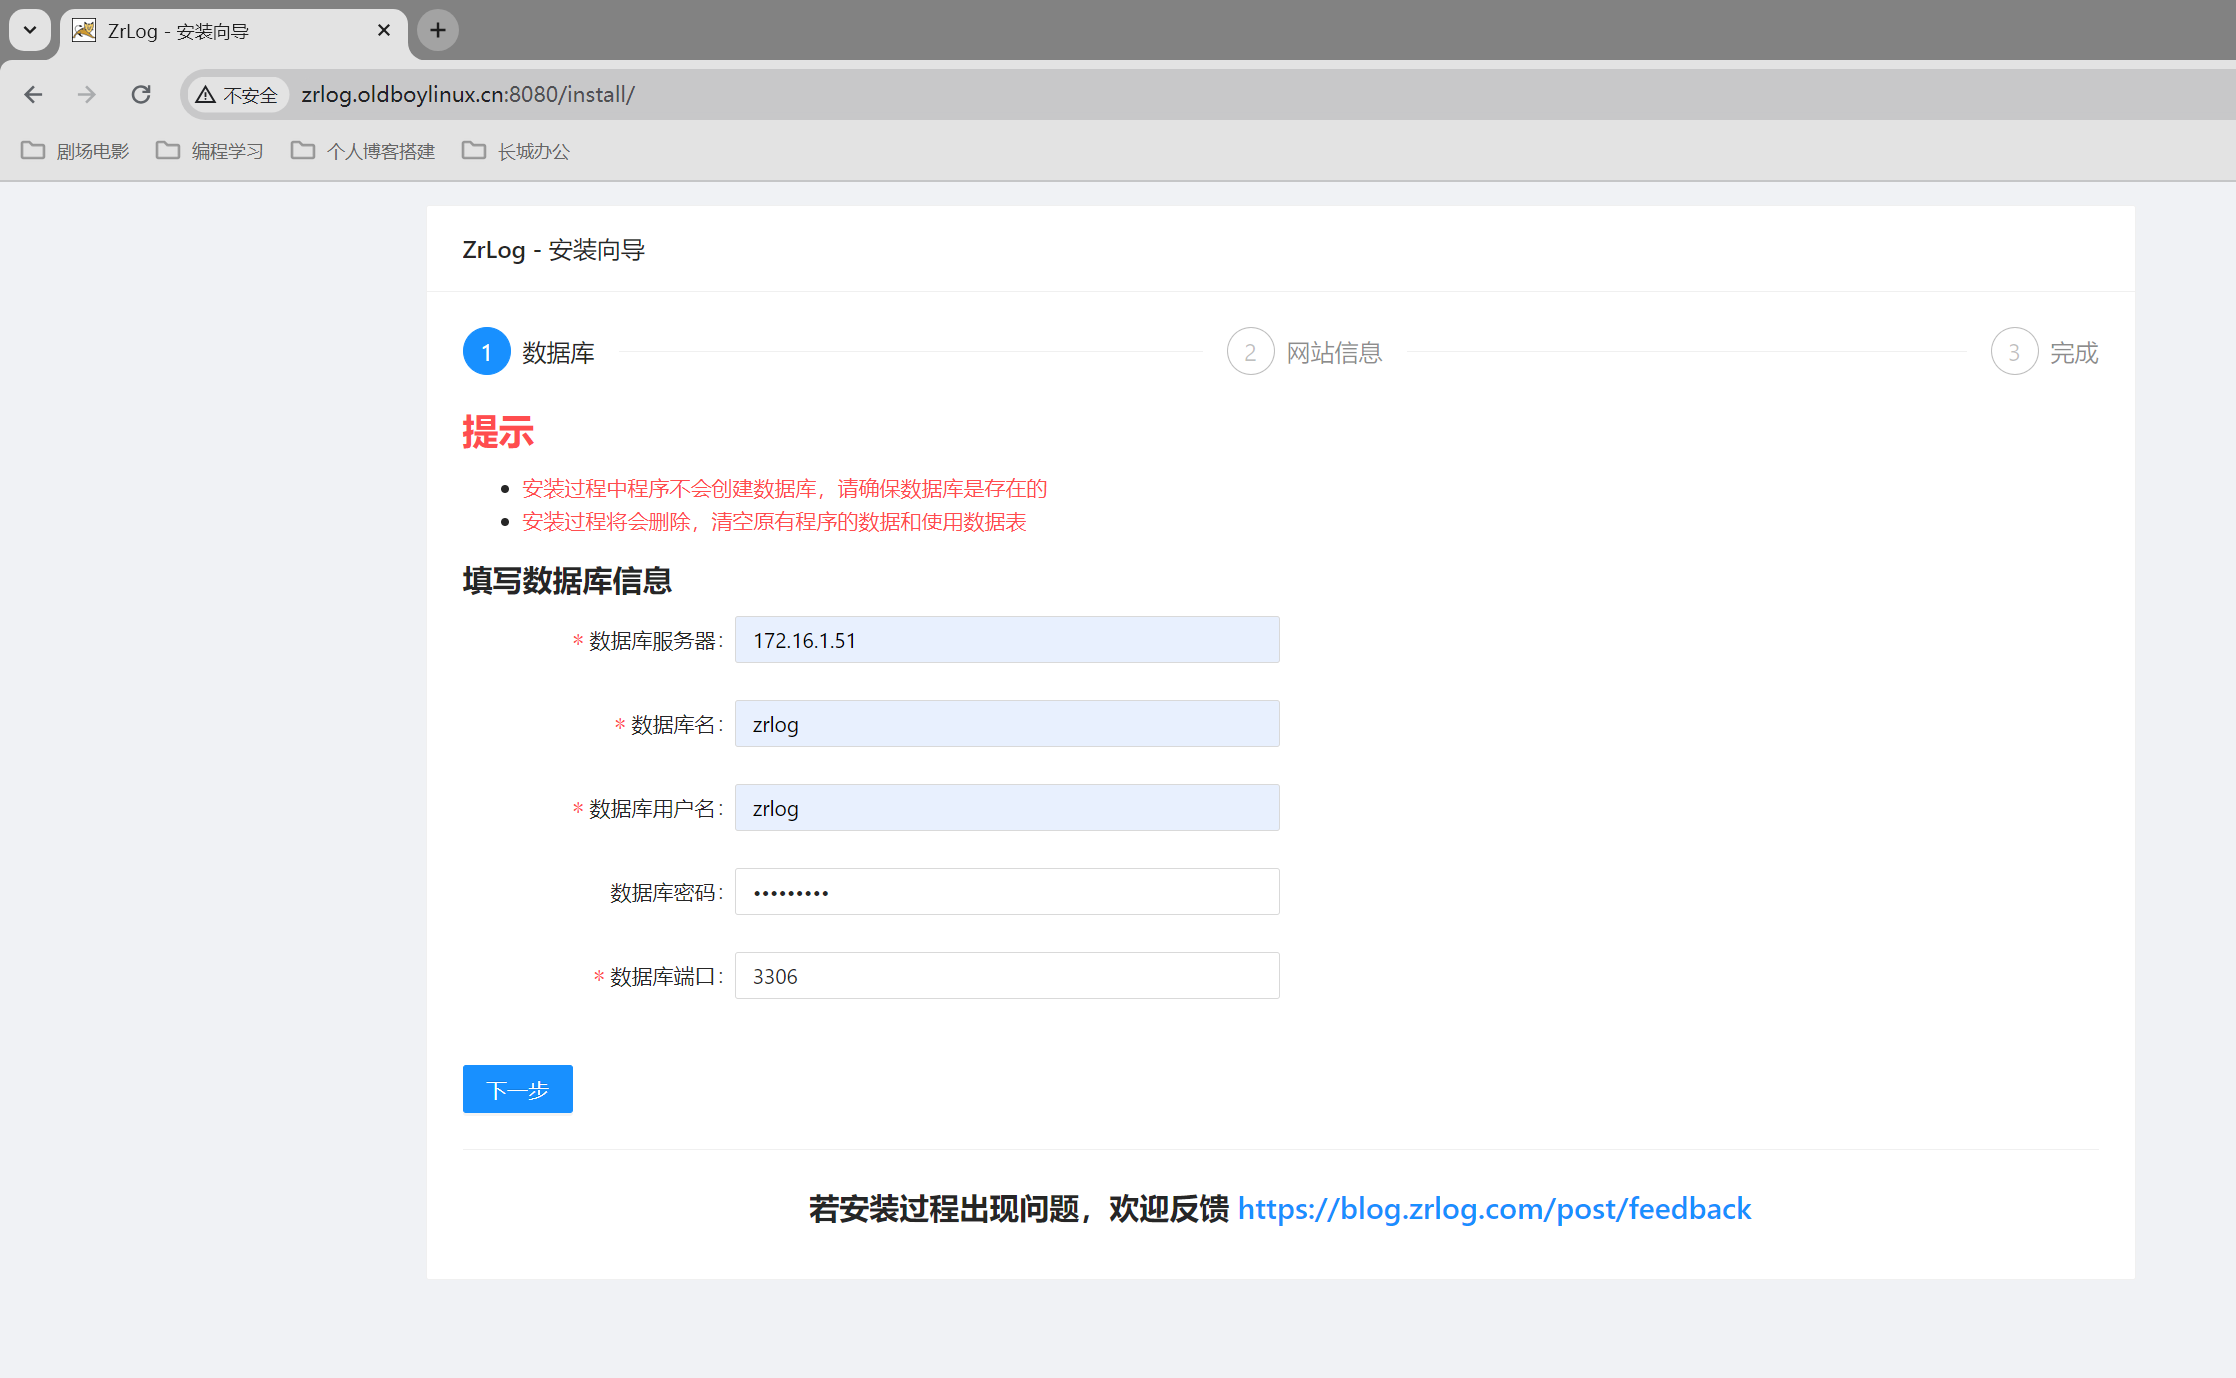 ZrLog - 安装向导
不安全 zrlog.oldboylinux.cn:8080/install/
剧场电影 编程学习 个人博客搭建 长城办公
ZrLog - 安装向导
1 数据库 2 网站信息 3 完成
提示
安装过程中程序不会创建数据库，请确保数据库是存在的
安装过程将会删除，清空原有程序的数据和使用数据表
填写数据库信息
* 数据库服务器: 172.16.1.51
* 数据库名: zrlog
* 数据库用户名: zrlog
数据库密码: •••••••••
* 数据库端口: 3306
下一步
若安装过程出现问题，欢迎反馈 https://blog.zrlog.com/post/feedback